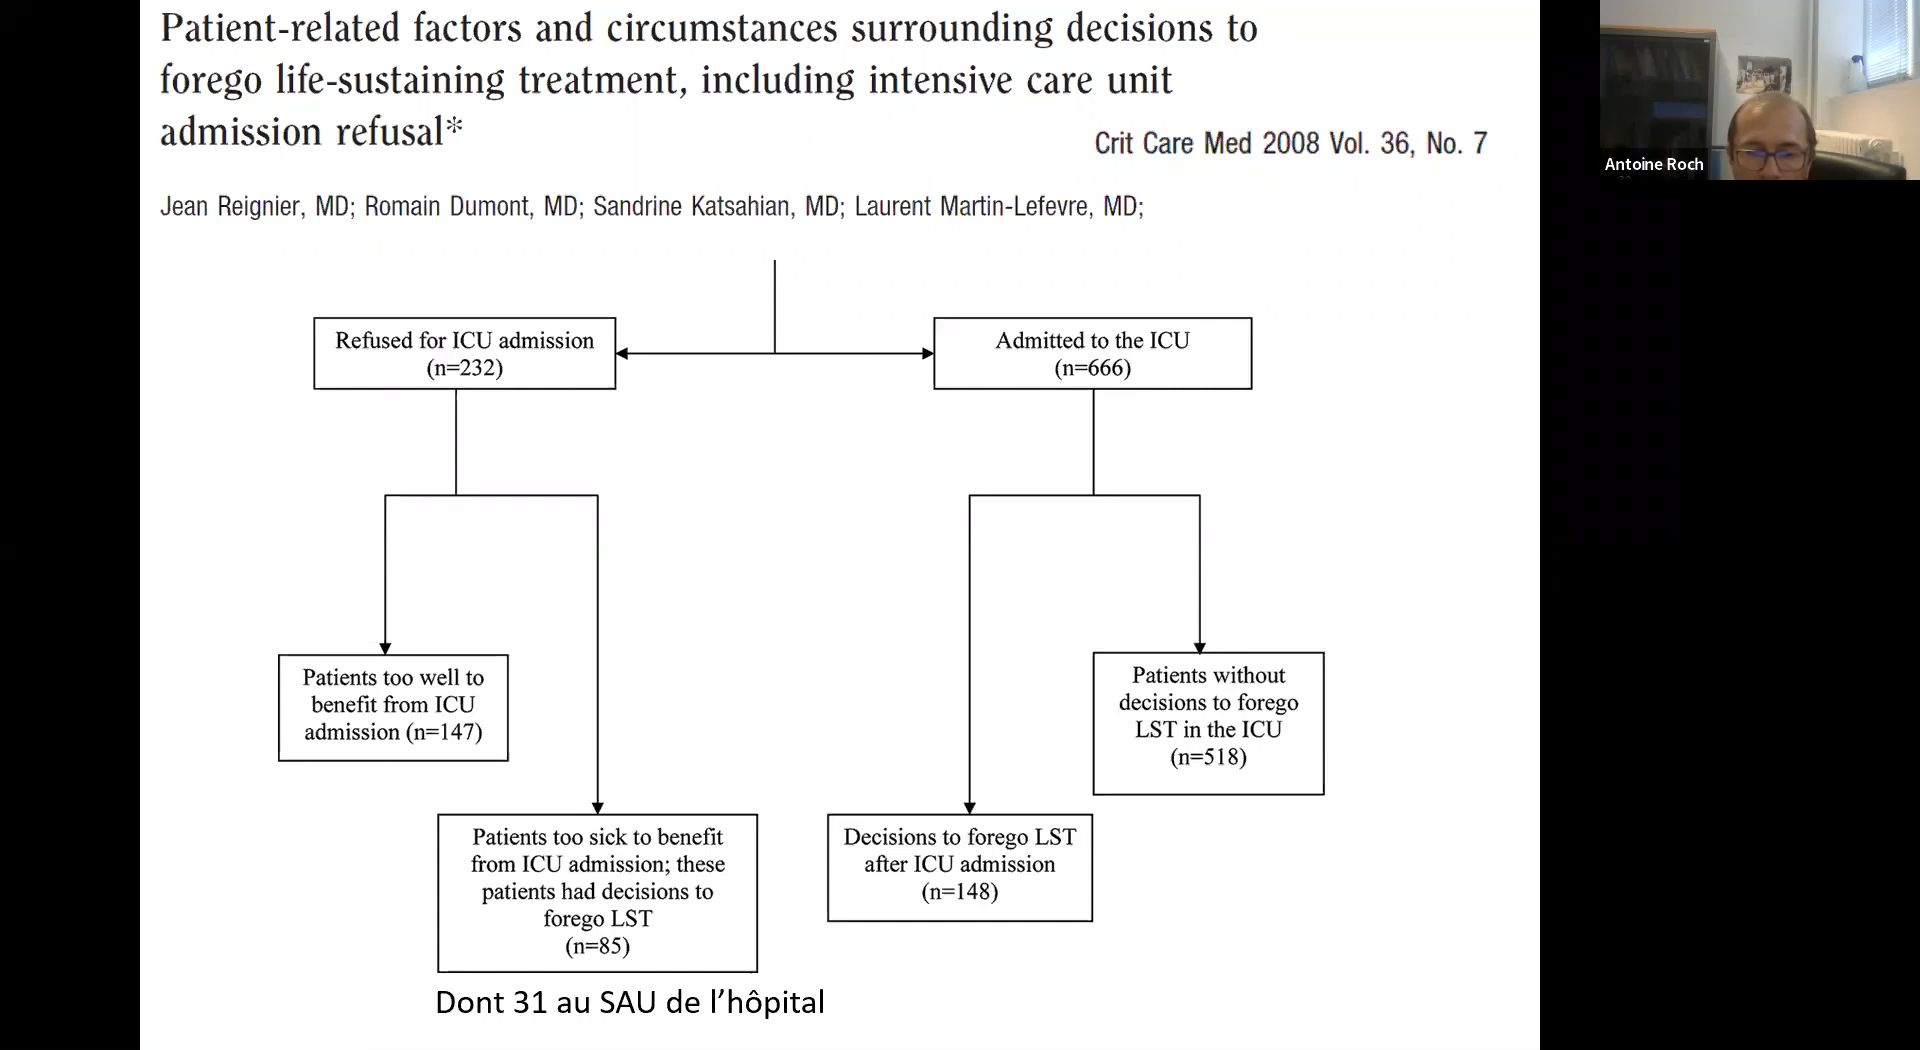 Patient-related factors and circumstances surrounding decisions to
forego life-sustaining treatment, including intensive care unit
admission refusal*
Crit Care Med 2008 Vol. 36, No. 7
Jean Reignier, MD; Romain Dumont, MD; Sandrine Katsahian, MD; Laurent Martin-Lefevre, MD;
Antoine Roch
Refused for ICU admission
(n=232)
Admitted to the ICU
(n=666)
Patients too well to
benefit from ICU
admission (n=147)
Patients without
decisions to forego
LST in the ICU
(n=518)
Patients too sick to benefit
from ICU admission; these
patients had decisions to
forego LST
(n=85)
Decisions to forego LST
after ICU admission
(n=148)
Dont 31 au SAU de l’hôpital